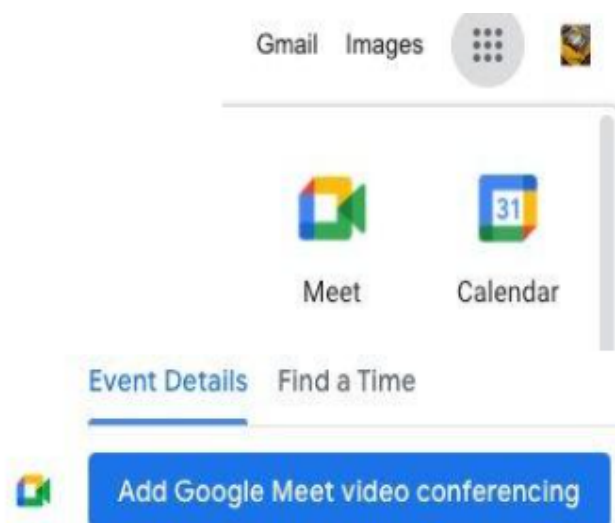 Gmail Images
31
Meet Calendar
Event Details Find a Time
Add Google Meet video conferencing